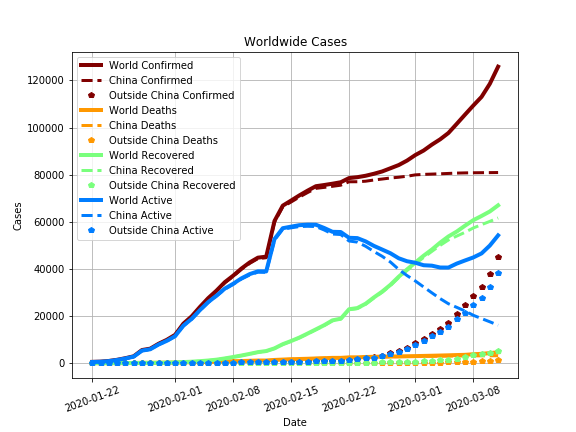 Worldwide Cases
World Confirmed
China Confirmed
Outside China Confirmed
World Deaths
China Deaths
Outside China Deaths
World Recovered
China Recovered
Outside China Recovered
World Active
China Active
Outside China Active
120000
100000
80000
60000
40000
20000
0
Cases
2020-01-22
2020-02-01
2020-02-08
2020-02-15
2020-02-22
2020-03-01
2020-03-08
Date